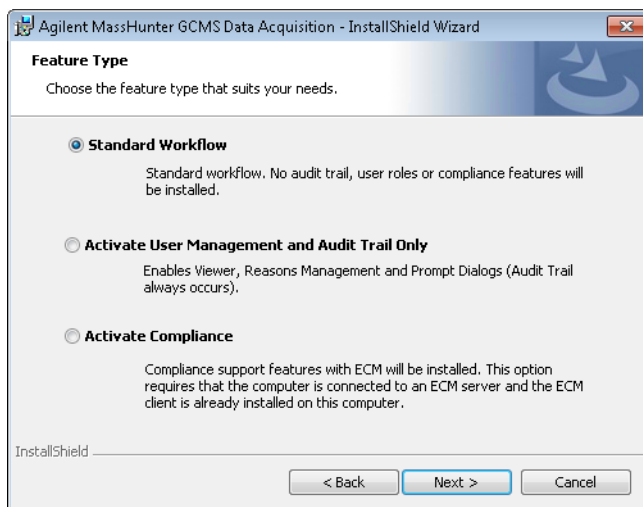 Agilent MassHunter GCMS Data Acquisition - InstallShield Wizard
Feature Type
Choose the feature type that suits your needs.
Standard Workflow
Standard workflow. No audit trail, user roles or compliance features will
be installed.
Activate User Management and Audit Trail Only
Enables Viewer, Reasons Management and Prompt Dialogs (Audit Trail
always occurs).
Activate Compliance
Compliance support features with ECM will be installed. This option
requires that the computer is connected to an ECM server and the ECM
client is already installed on this computer.
InstallShield
< Back Next > Cancel